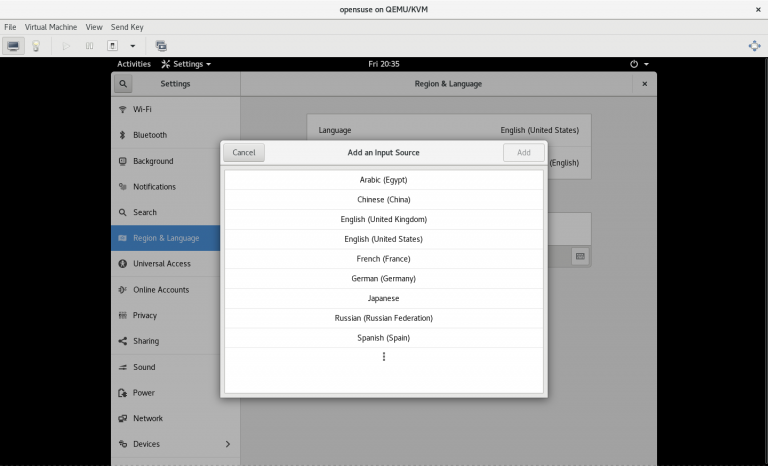 opensuse on QEMU/KVM
File Virtual Machine View Send Key
Activities Settings Fri 20:35
Settings Region & Language
Wi-Fi
Bluetooth
Background
Notifications
Search
Region & Language
Universal Access
Online Accounts
Privacy
Sharing
Sound
Power
Network
Devices
Language English (United States)
(English)
Cancel Add an Input Source Add
Arabic (Egypt)
Chinese (China)
English (United Kingdom)
English (United States)
French (France)
German (Germany)
Japanese
Russian (Russian Federation)
Spanish (Spain)